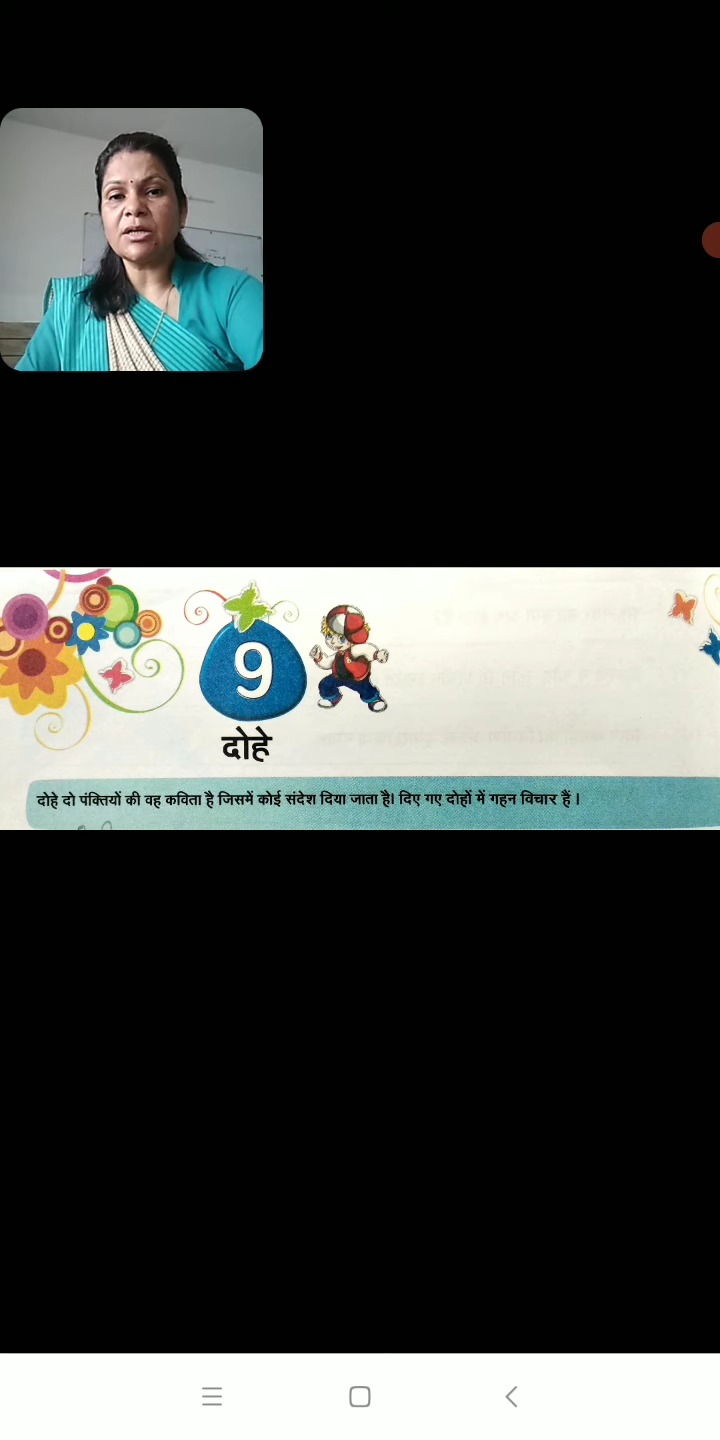 9
दोहे
दोहे दो पंक्तियों की वह कविता है जिसमें कोई संदेश दिया जाता है। दिए गए दोहों में गहन विचार हैं ।